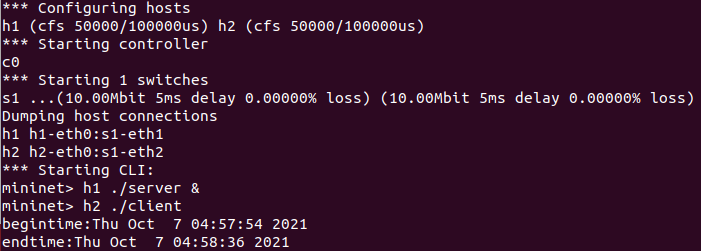 *** Configuring hosts
h1 (cfs 50000/100000us) h2 (cfs 50000/100000us)
*** Starting controller
c0
*** Starting 1 switches
s1 ...(10.00Mbit 5ms delay 0.00000% loss) (10.00Mbit 5ms delay 0.00000% loss)
Dumping host connections
h1 h1-eth0:s1-eth1
h2 h2-eth0:s1-eth2
*** Starting CLI:
mininet> h1 ./server &
mininet> h2 ./client
begintime:Thu Oct  7 04:57:54 2021
endtime:Thu Oct  7 04:58:36 2021